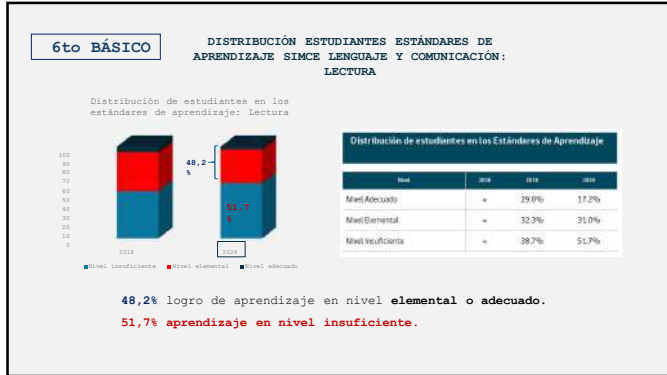 6to BÁSICO
DISTRIBUCIÓN ESTUDIANTES ESTÁNDARES DE
APRENDIZAJE SIMCE LENGUAJE Y COMUNICACIÓN:
LECTURA
Distribución de estudiantes en los
estándares de aprendizaje: Lectura
100
90
80
70
60
50
40
30
20
10
0
48,2
%
51,7
%
2018
2024
Nivel insuficiente Nivel elemental Nivel adecuado
Distribución de estudiantes en los Estándares de Aprendizaje
Nivel 2018 2024
Nivel Adecuado * 29.0% 17.2%
Nivel Elemental * 32.3% 31.0%
Nivel Insuficiente * 38.7% 51.7%
48,2% logro de aprendizaje en nivel elemental o adecuado.
51,7% aprendizaje en nivel insuficiente.